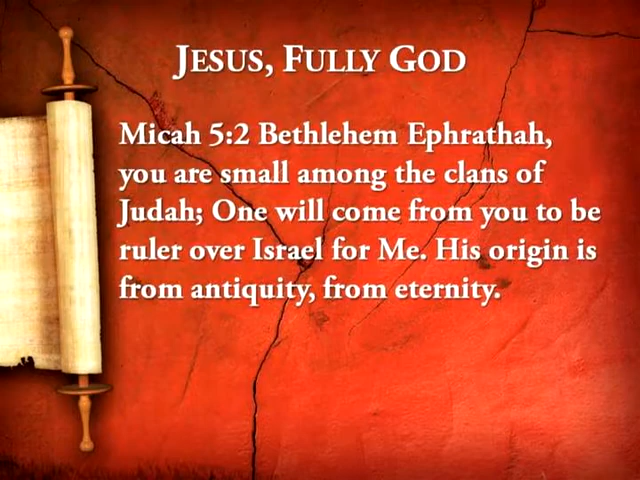 JESUS, FULLY GOD
Micah 5:2 Bethlehem Ephrathah,
you are small among the clans of
Judah; One will come from you to be
ruler over Israel for Me. His origin is
from antiquity, from eternity.